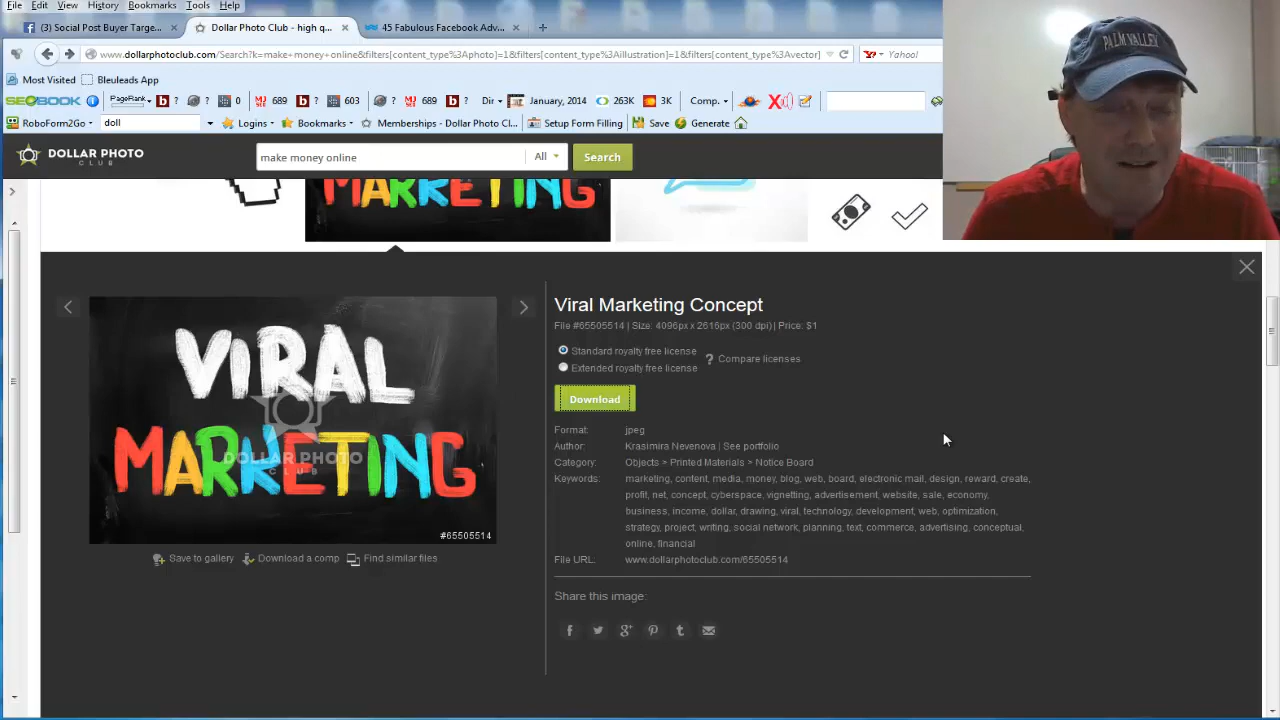 File Edit View History Bookmarks Tools Help
(3) Social Post Buyer Targe... × Dollar Photo Club - high q... × 45 Fabulous Facebook Adv... × +
www.dollarphotoclub.com/Search?k=make+money+online&filters[content_type%3Aphoto]=1&filters[content_type%3Aillustration]=1&filters[content_type%3Avector] Yahoo
Most Visited Bleuleads App
SEOBOOK PageRank b ? ? 0 689 b ? 603 ? 689 b ? Dir January, 2014 263K 3K Comp.
RoboForm2Go doll Logins Bookmarks Memberships - Dollar Photo Cl... Setup Form Filling Save Generate
PALM VALLEY
DOLLAR PHOTO
CLUB
make money online All Search
MARKETING
Viral Marketing Concept
File #65505514 | Size: 4096px x 2616px (300 dpi) | Price: $1
Standard royalty free license
? Compare licenses
Extended royalty free license
Download
VIRAL
MARKETING
DOLLAR PHOTO
CLUB
#65505514
Save to gallery Download a comp Find similar files
Format: jpeg
Author: Krasimira Nevenova | See portfolio
Category: Objects > Printed Materials > Notice Board
Keywords: marketing, content, media, money, blog, web, board, electronic mail, design, reward, create,
profit, net, concept, cyberspace, vignetting, advertisement, website, sale, economy,
business, income, dollar, drawing, viral, technology, development, web, optimization,
strategy, project, writing, social network, planning, text, commerce, advertising, conceptual,
online, financial
File URL: www.dollarphotoclub.com/65505514
Share this image: